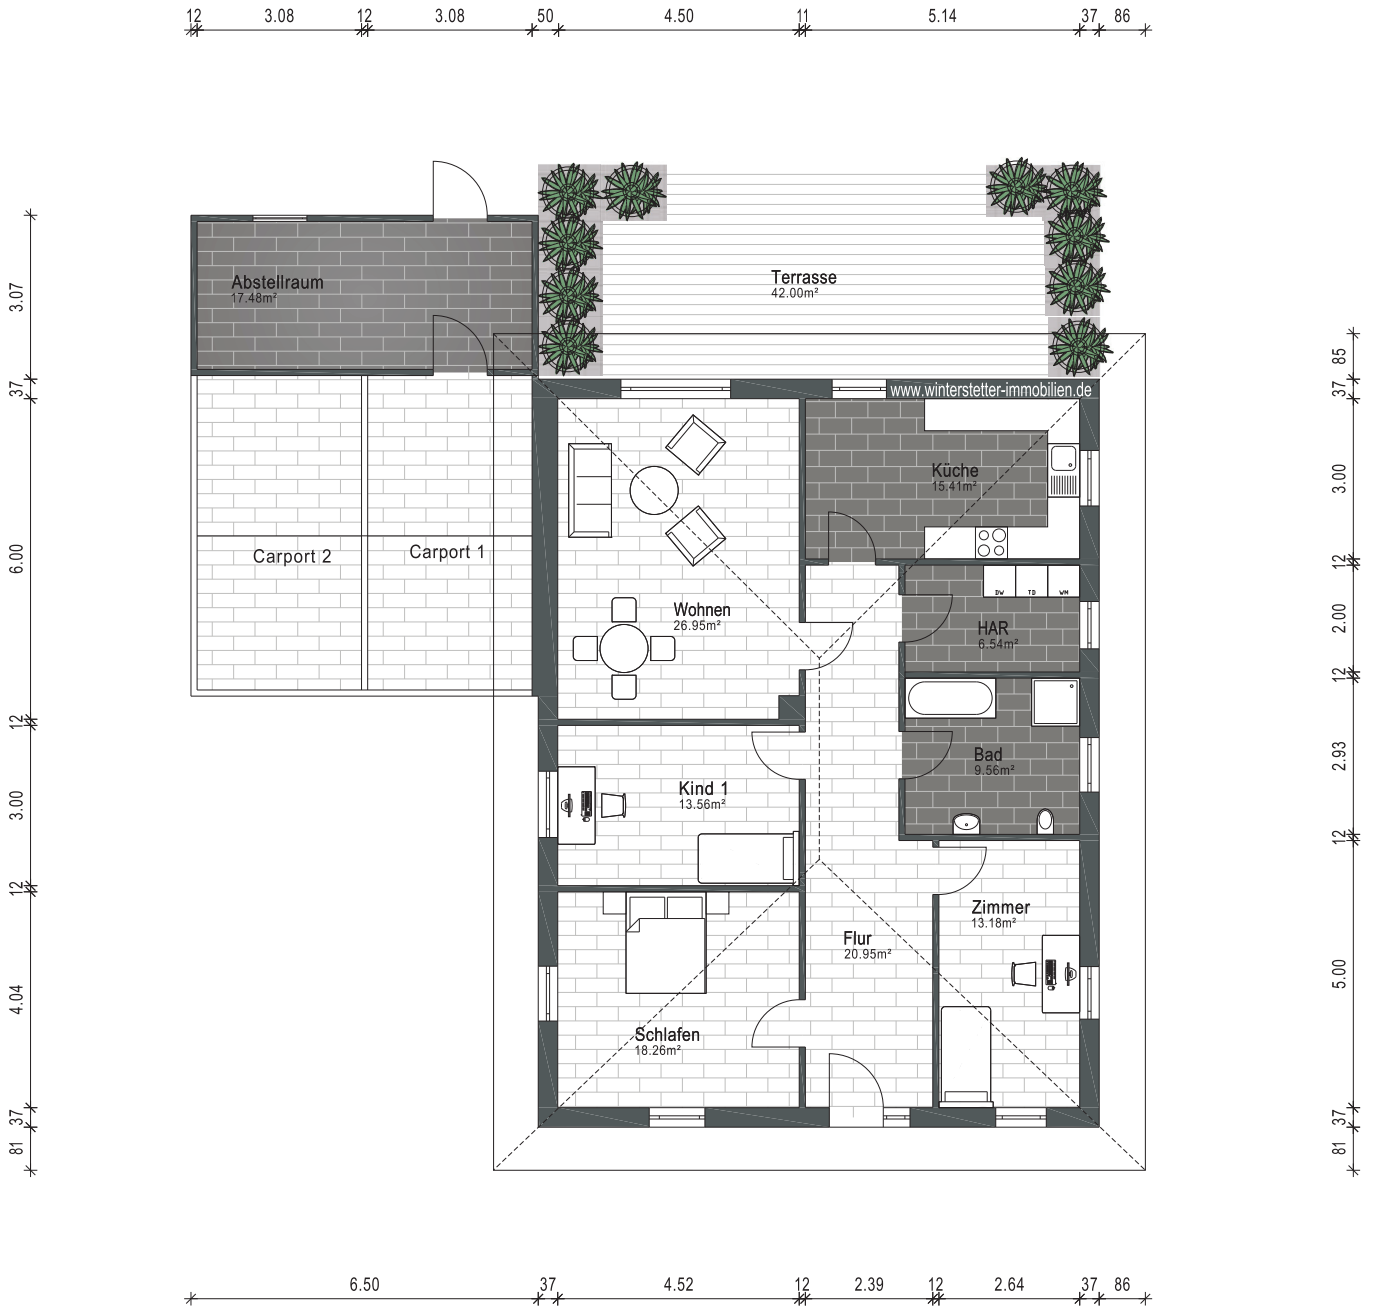 12 3.08 12 3.08 50 4.50 11 5.14 37 86
Abstellraum
17.48m²
Terrasse
42.00m²
3.07
37
6.00
12
3.00
12
4.04
37
81
85
37
3.00
12
2.00
12
2.93
12
5.00
37
81
www.winterstetter-immobilien.de
Küche
15.41m²
Carport 2
Carport 1
DW TD WM
Wohnen
26.95m²
HAR
6.54m²
Bad
9.56m²
Kind 1
13.56m²
Zimmer
13.18m²
Flur
20.95m²
Schlafen
18.26m²
6.50 37 4.52 12 2.39 12 2.64 37 86